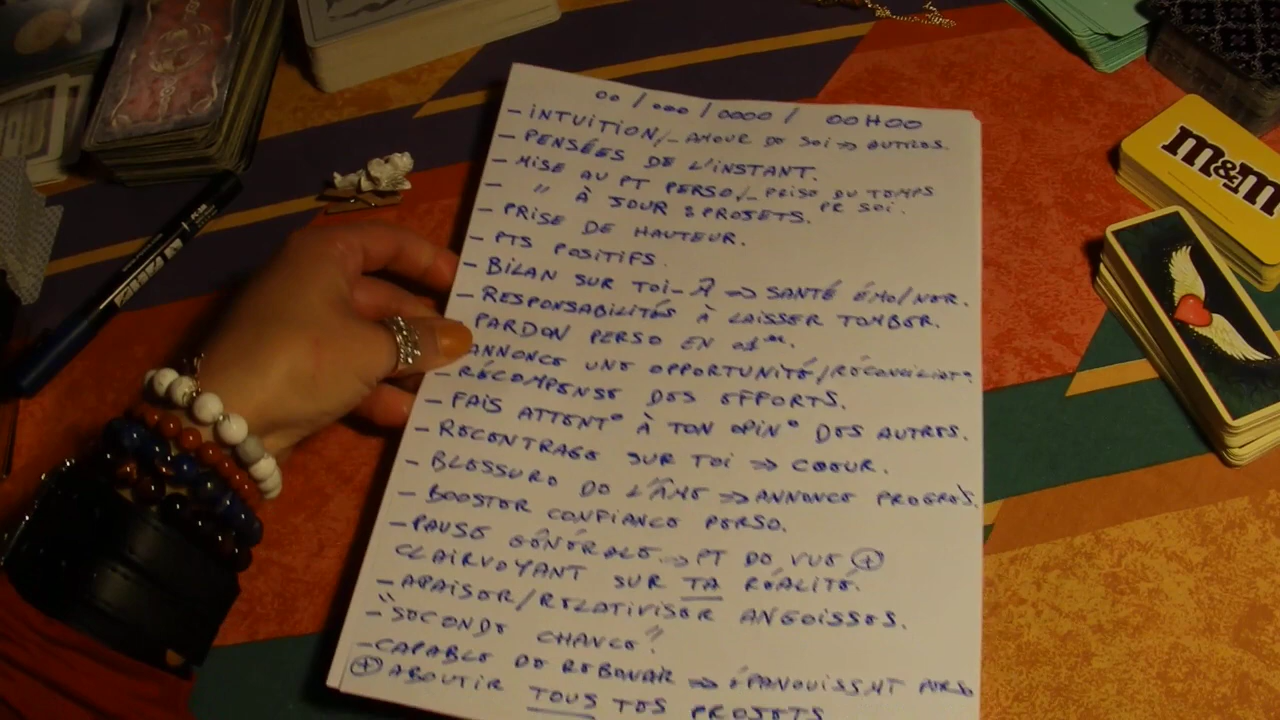 00 / 000 / 0000 / 00H00
- INTUITION /_ AMOUR DE SOI => AUTRES.
- PENSÉES DE L'INSTANT.
- MISE AU PT PERSO /_ PRISE DU TEMPS PR SOI.
- " À JOUR & PROJETS.
- PRISE DE HAUTEUR.
- PTS POSITIFS.
- BILAN SUR TOI- => SANTÉ ÉMO/NER.
- RESPONSABILITÉS À LAISSER TOMBER.
PARDON PERSO EN
ANNONCE UNE OPPORTUNITÉ/RÉCONCILIAT°
- RÉCOMPENSE DES EFFORTS.
- FAIS ATTENT° À TON OPIN° DES AUTRES.
- RECENTRAGE SUR TOI => COEUR.
- BLESSURE DE L'ÂME => ANNONCE PROGRÈS.
- BOOSTER CONFIANCE PERSO.
- PAUSE GÉNÉRALE => PT DE VUE ⊕
CLAIRVOYANT SUR TA RÉALITÉ.
- APAISER/RELATIVISER ANGOISSES.
- "SECONDE CHANCE".
- CAPABLE DE REBONDIR => ÉPANOUISSMT PERSO
⊕ ABOUTIR TOUS TES PROJETS
M&M